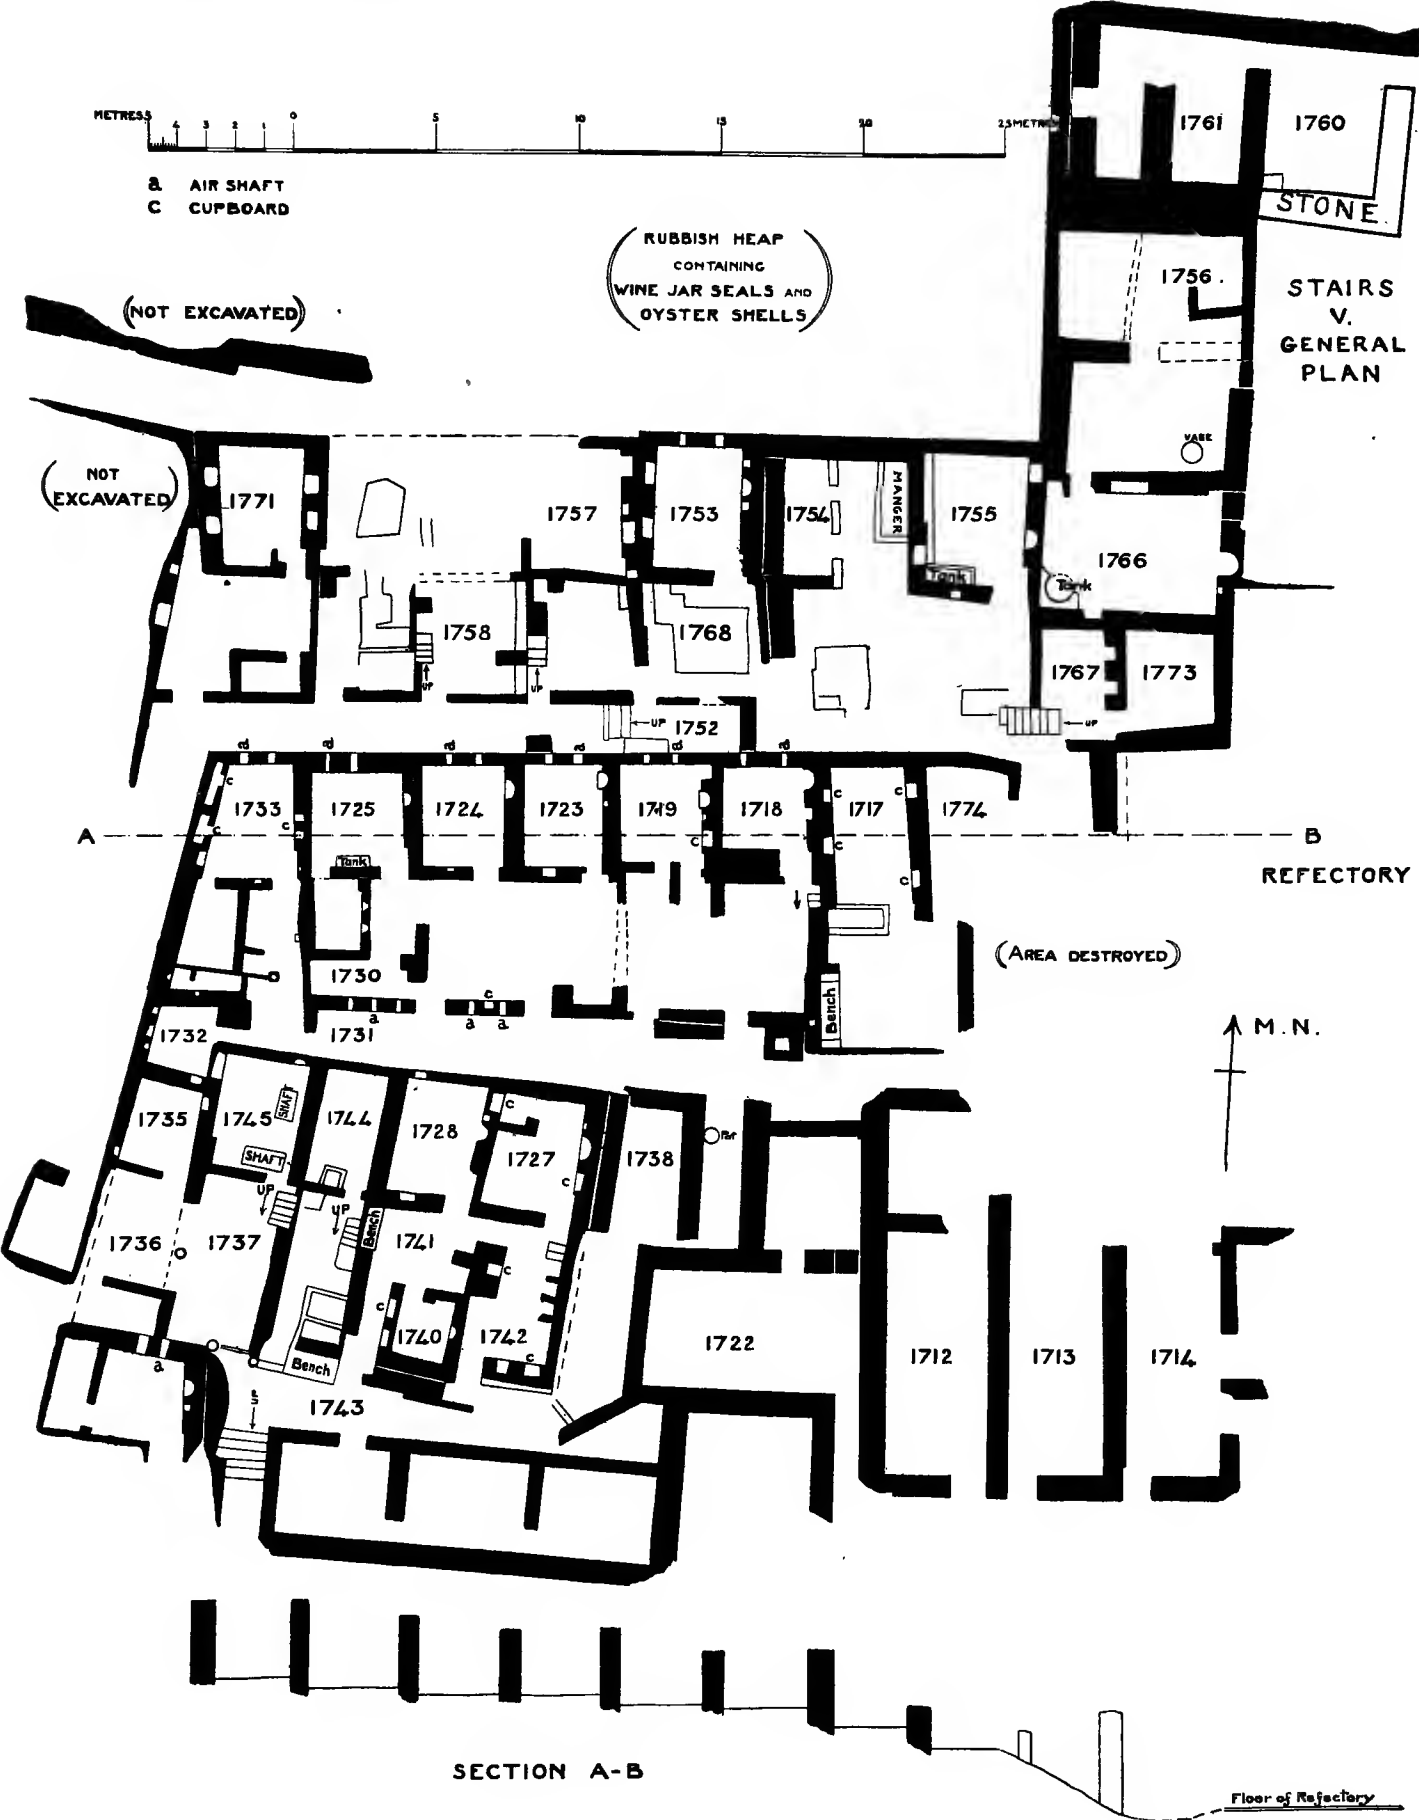 METRES 4 3 2 1 0 5 10 15 20 25 METRES
a AIR SHAFT
c CUPBOARD
RUBBISH HEAP
CONTAINING
WINE JAR SEALS AND
OYSTER SHELLS
(NOT EXCAVATED)
1761 1760
STONE
1756
STAIRS
V.
GENERAL
PLAN
VASE
(NOT
EXCAVATED)
1771 1757 1753 1754 MANGER 1755
1766
Tank Tank
1758 1768
1767 1773
UP UP
UP 1752 UP
a a a a a a
c c c
1733 1725 1724 1723 1719 1718 1717 1774
c c c c
A B
Tank
c
REFECTORY
(AREA DESTROYED)
1730
c
a a a
Bench
1732 1731
M.N.
1735 1745 SHAFT 1744 1728 c 1727 1738 Pot
SHAFT
c
UP UP Bench
1736 1737 1741
c
c 1740 1742 1722 1712 1713 1714
a Bench c
1743
SECTION A-B
Floor of Refectory